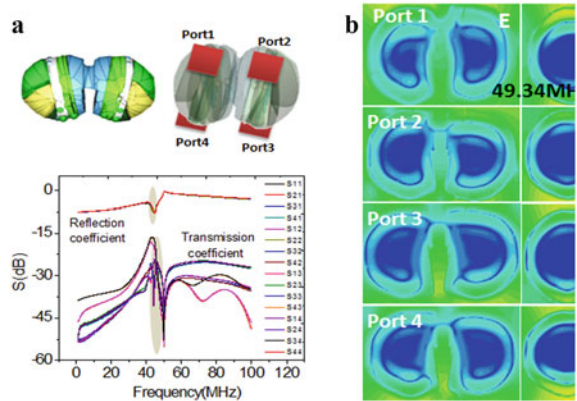 a
Port1
Port2
Port4
Port3
0
-15
-30
-45
-60
S(dB)
Reflection
coefficient
Transmission
coefficient
S11
S21
S31
S41
S12
S22
S32
S42
S13
S23
S33
S43
S14
S24
S34
S44
0 20 40 60 80 100 120
Frequency(MHz)
b
Port 1
E
49.34MH
Port 2
Port 3
Port 4